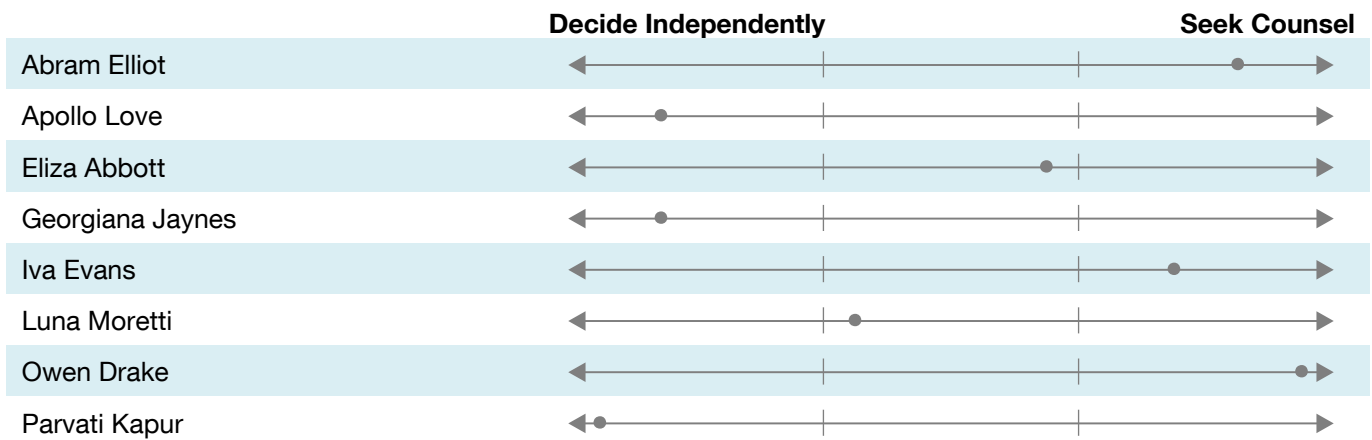 Decide Independently Seek Counsel
Abram Elliot
Apollo Love
Eliza Abbott
Georgiana Jaynes
Iva Evans
Luna Moretti
Owen Drake
Parvati Kapur